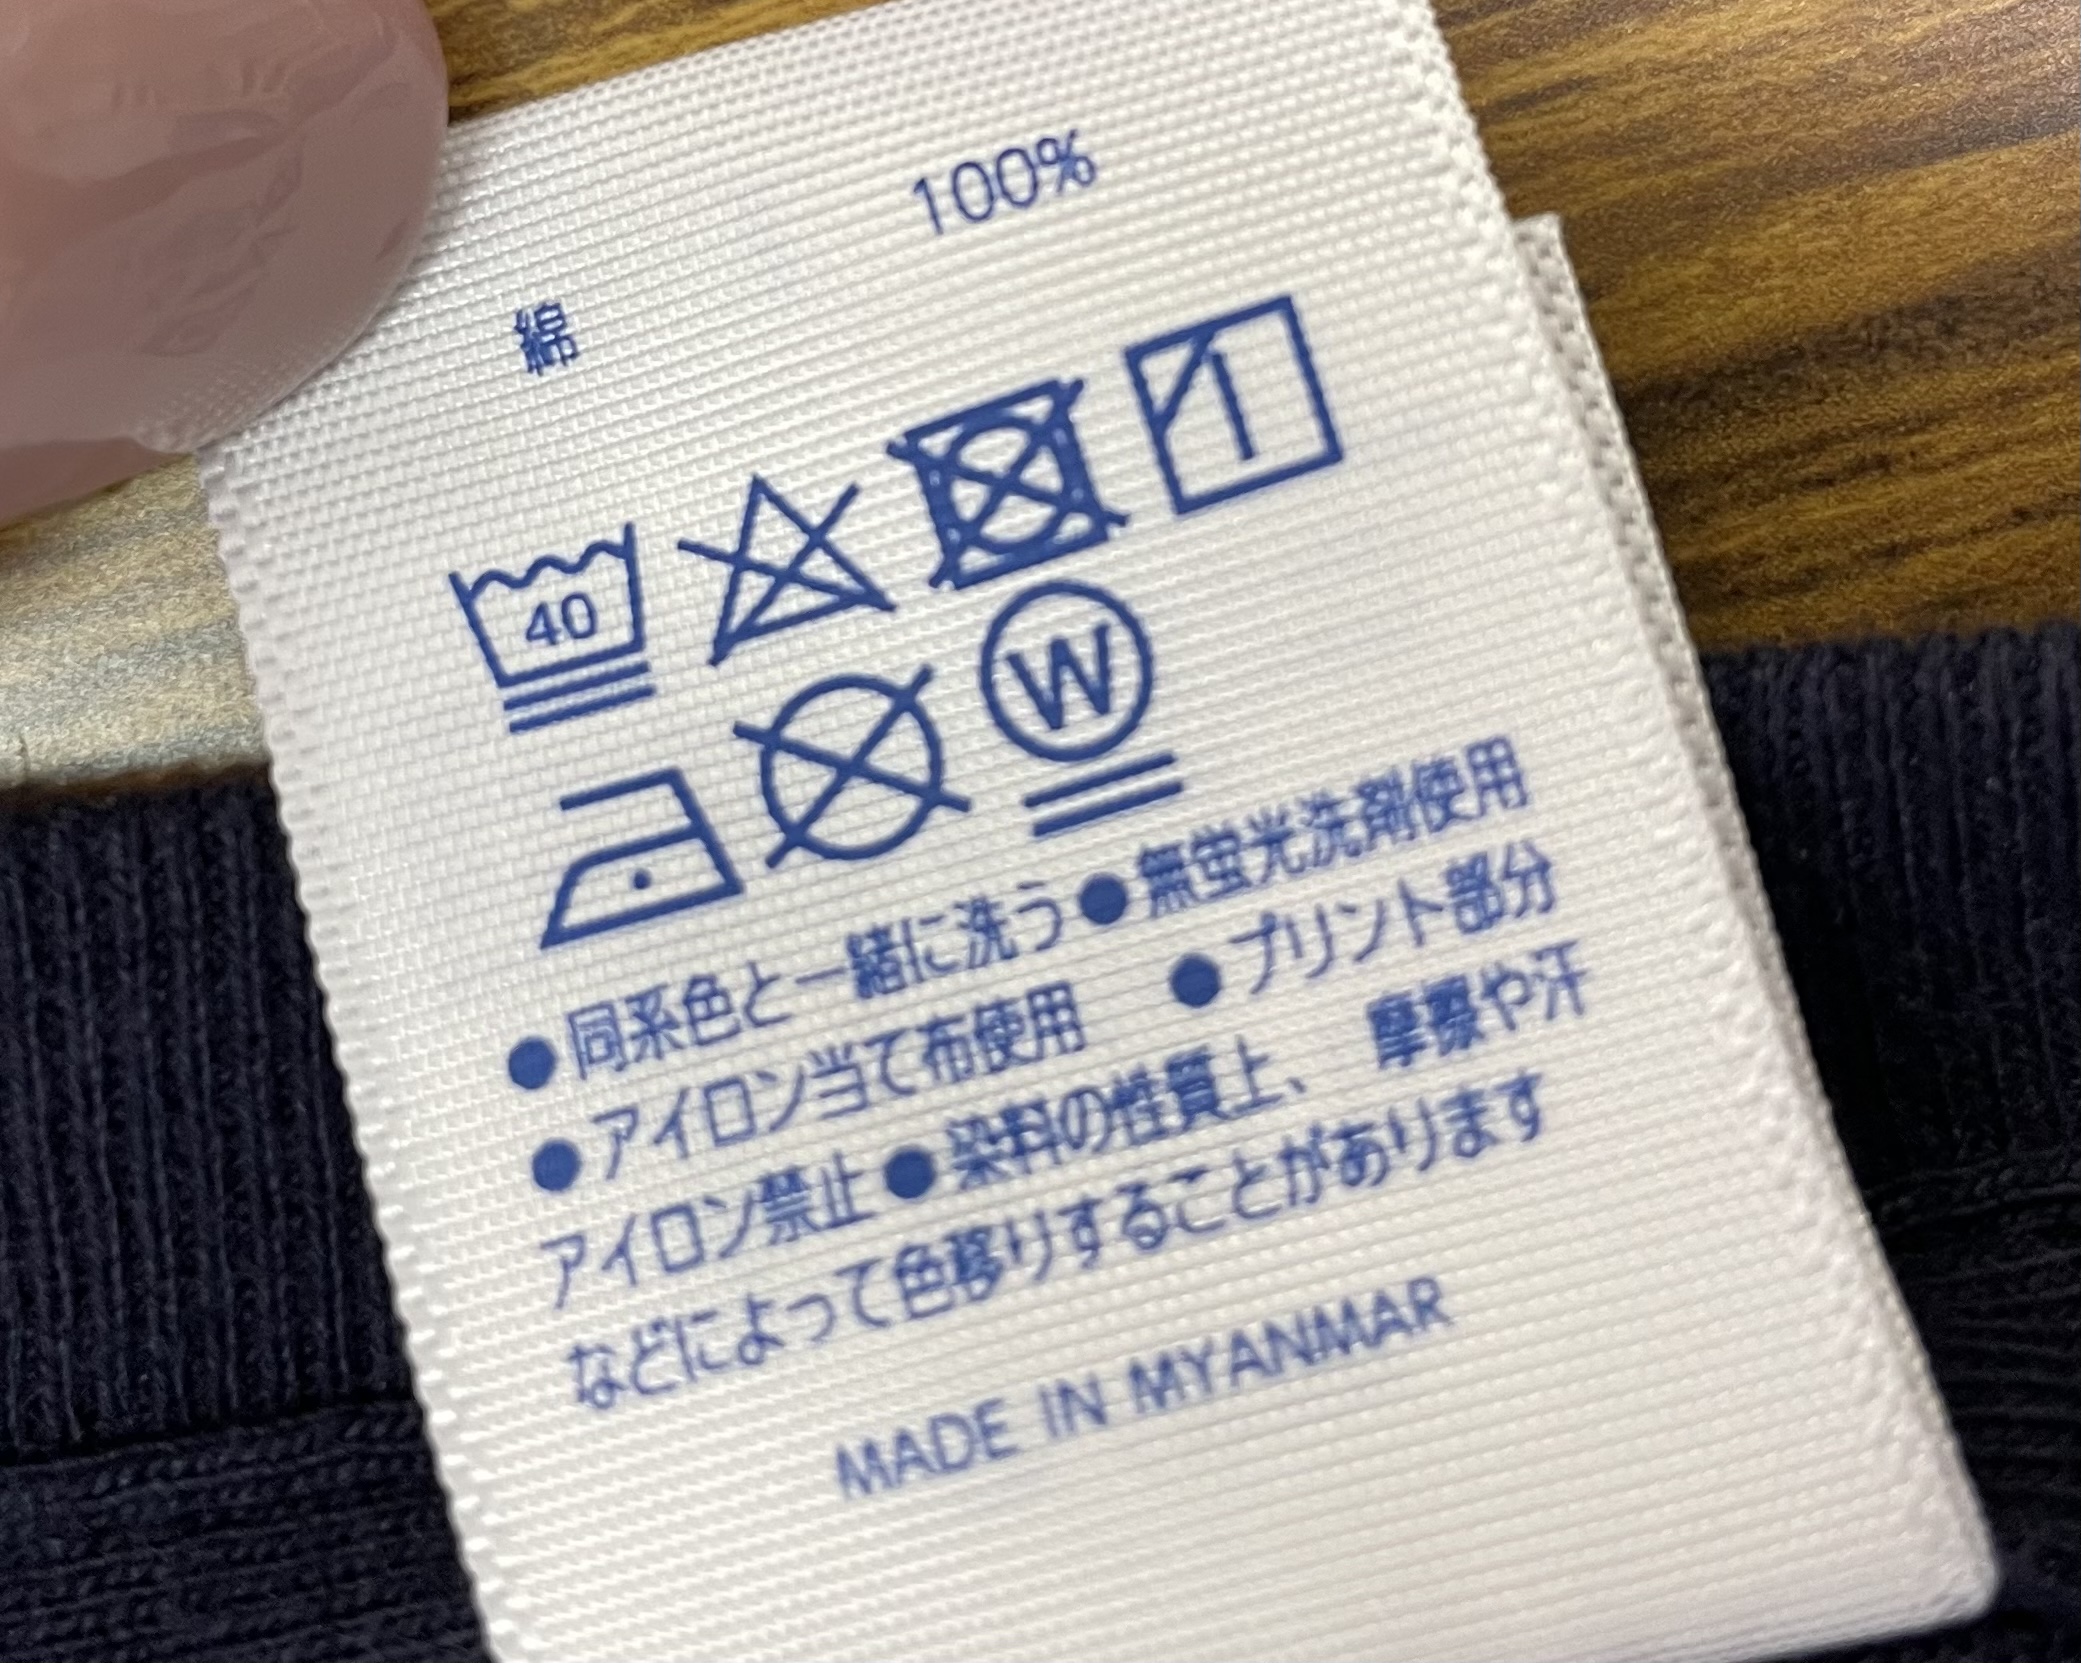 綿 100%
40
W
●同系色と一緒に洗う●無蛍光洗剤使用
●アイロン当て布使用 ●プリント部分
アイロン禁止●染料の性質上、 摩擦や汗
などによって色移りすることがあります
MADE IN MYANMAR